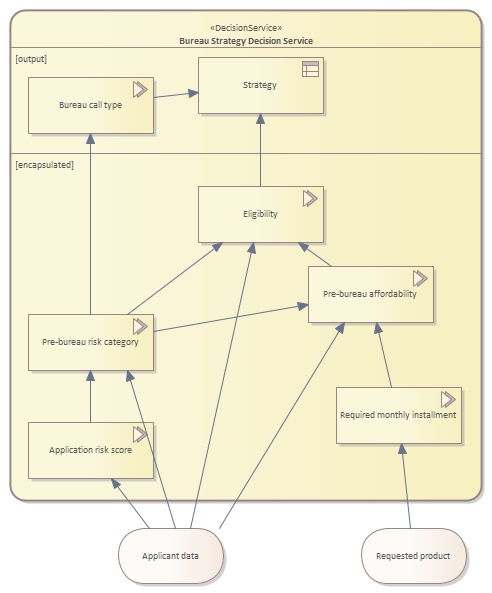 «DecisionService»
Bureau Strategy Decision Service
[output]
Strategy
Bureau call type
[encapsulated]
Eligibility
Pre-bureau affordability
Pre-bureau risk category
Required monthly installment
Application risk score
Applicant data
Requested product